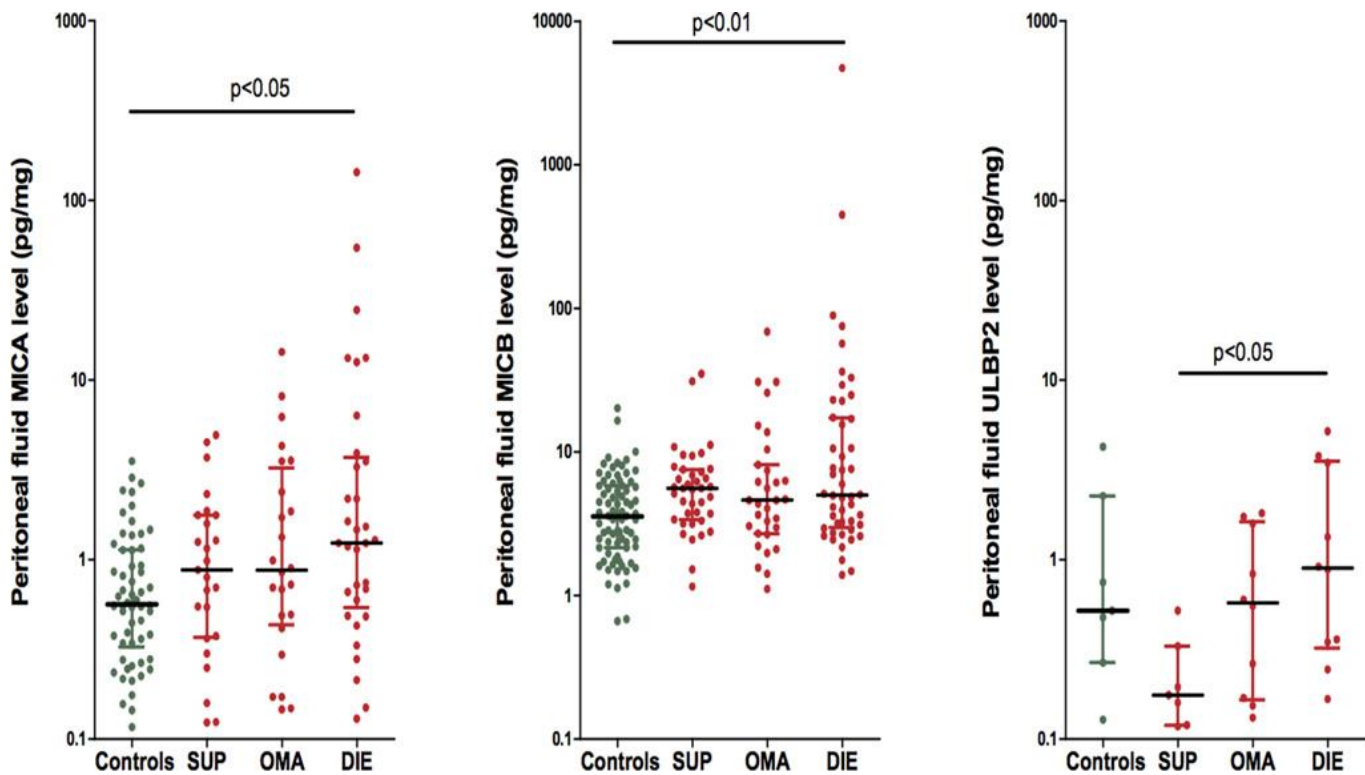 Peritoneal fluid MICA level (pg/mg)
1000
100
10
1
0.1
p<0.05
Controls SUP OMA DIE
Peritoneal fluid MICB level (pg/mg)
10000
1000
100
10
1
0.1
p<0.01
Controls SUP OMA DIE
Peritoneal fluid ULBP2 level (pg/mg)
1000
100
10
1
0.1
p<0.05
Controls SUP OMA DIE